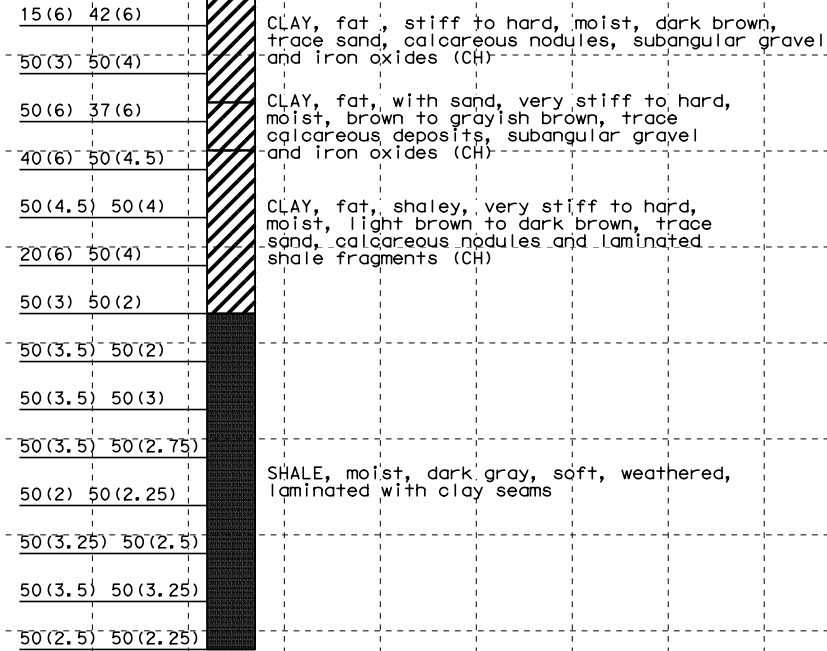 15(6) 42(6)
CLAY, fat , stiff to hard, moist, dark brown,
trace sand, calcareous nodules, subangular gravel
and iron oxides (CH)
50(3) 50(4)
50(6) 37(6)
CLAY, fat, with sand, very stiff to hard,
moist, brown to grayish brown, trace
calcareous deposits, subangular gravel
and iron oxides (CH)
40(6) 50(4.5)
50(4.5) 50(4)
CLAY, fat, shaley, very stiff to hard,
moist, light brown to dark brown, trace
sand, calcareous nodules and laminated
shale fragments (CH)
20(6) 50(4)
50(3) 50(2)
50(3.5) 50(2)
50(3.5) 50(3)
50(3.5) 50(2.75)
SHALE, moist, dark gray, soft, weathered,
laminated with clay seams
50(2) 50(2.25)
50(3.25) 50(2.5)
50(3.5) 50(3.25)
50(2.5) 50(2.25)